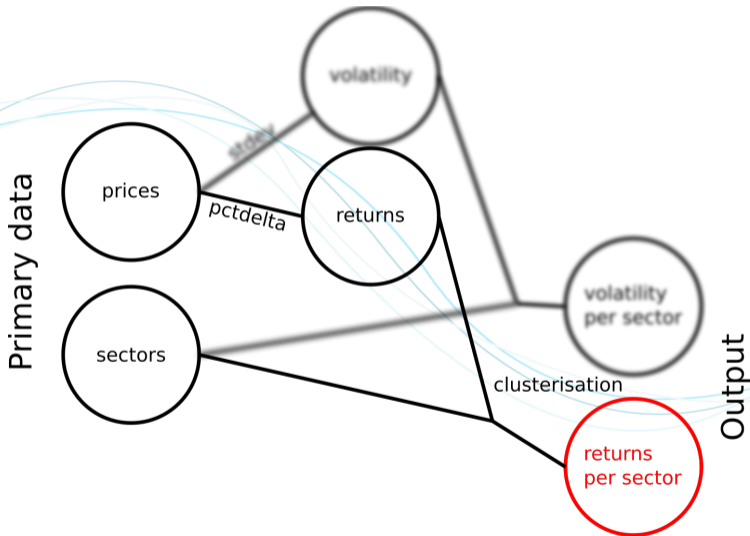 volatility
stdev
prices
pctdelta
returns
Primary data
sectors
volatility
per sector
clusterisation
Output
returns
per sector